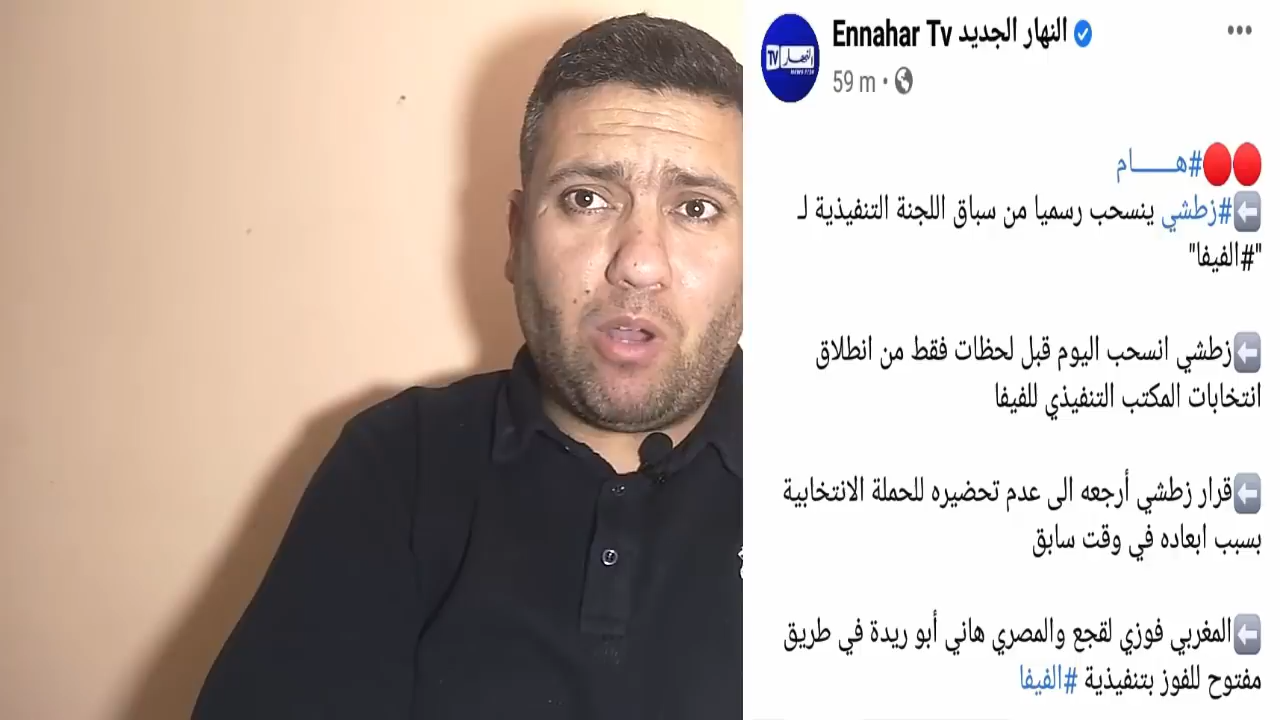 Ennahar Tv النهار الجديد
59 m
#هـــــام
#زطشي ينسحب رسميا من سباق اللجنة التنفيذية لـ
"#الفيفا"
زطشي انسحب اليوم قبل لحظات فقط من انطلاق
انتخابات المكتب التنفيذي للفيفا
قرار زطشي أرجعه الى عدم تحضيره للحملة الانتخابية
بسبب ابعاده في وقت سابق
المغربي فوزي لقجع والمصري هاني أبو ريدة في طريق
مفتوح للفوز بتنفيذية #الفيفا